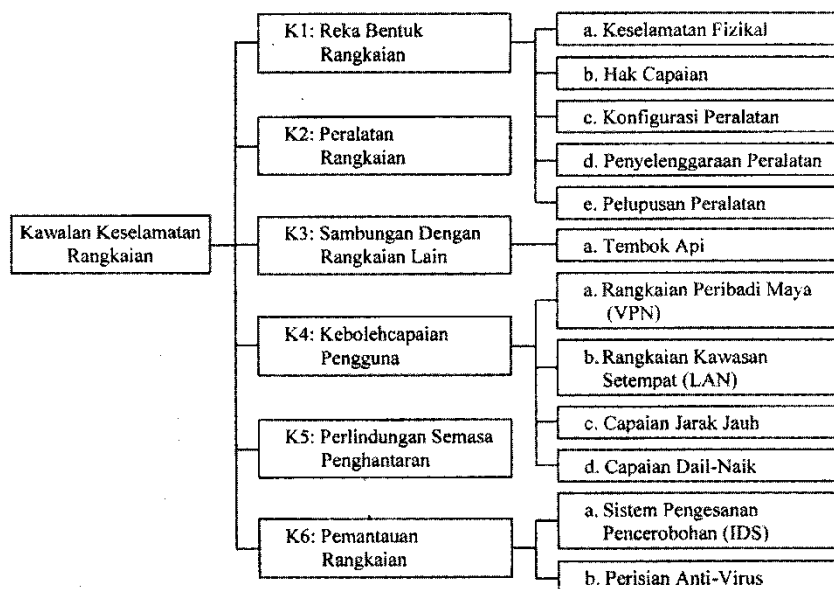 Kawalan Keselamatan
Rangkaian
K1: Reka Bentuk
Rangkaian
a. Keselamatan Fizikal
b. Hak Capaian
c. Konfigurasi Peralatan
d. Penyelenggaraan Peralatan
e. Pelupusan Peralatan
K2: Peralatan
Rangkaian
K3: Sambungan Dengan
Rangkaian Lain
a. Tembok Api
K4: Kebolehcapaian
Pengguna
a. Rangkaian Peribadi Maya
(VPN)
b. Rangkaian Kawasan
Setempat (LAN)
c. Capaian Jarak Jauh
d. Capaian Dail-Naik
K5: Perlindungan Semasa
Penghantaran
K6: Pemantauan
Rangkaian
a. Sistem Pengesanan
Pencerobohan (IDS)
b. Perisian Anti-Virus